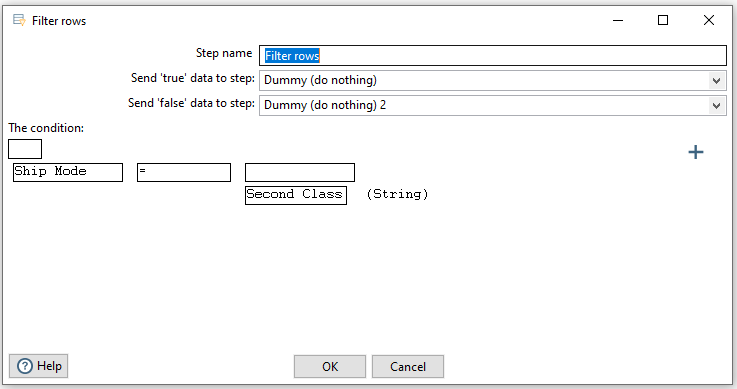 Filter rows
Step name Filter rows
Send 'true' data to step: Dummy (do nothing)
Send 'false' data to step: Dummy (do nothing) 2
The condition:
Ship Mode =
Second Class (String)
Help OK Cancel